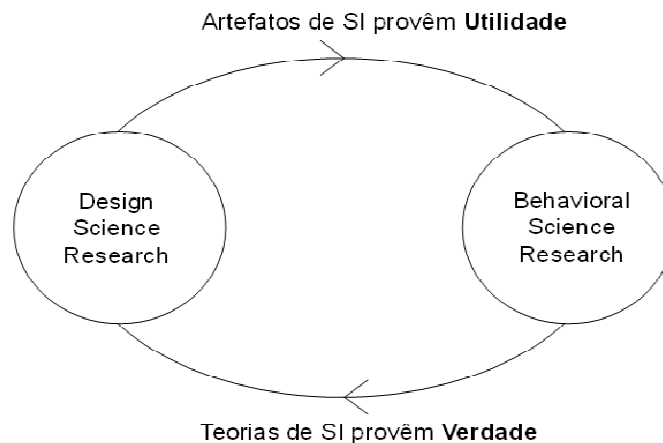 Artefatos de SI provêm Utilidade
Design
Science
Research
Behavioral
Science
Research
Teorias de SI provêm Verdade